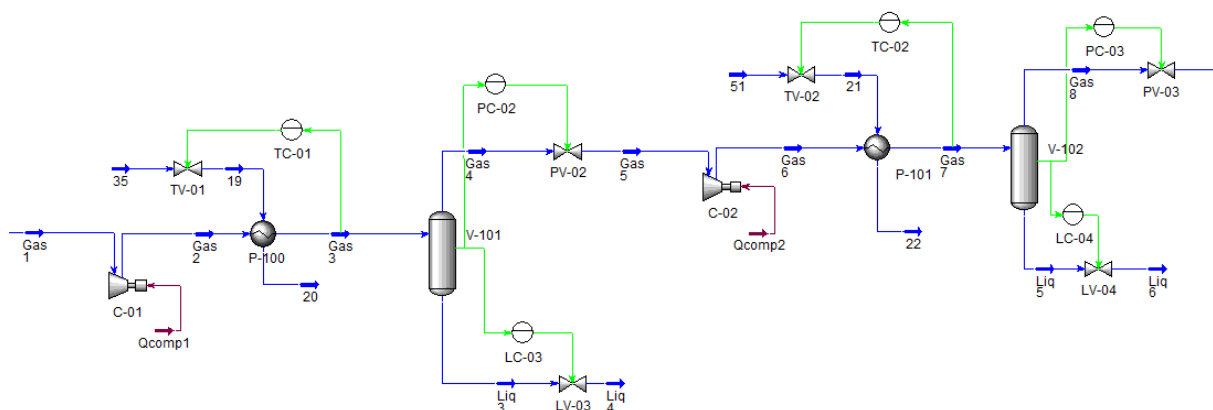 PC-03
TC-02
Gas
8
PV-03
51
TV-02
21
PC-02
V-102
TC-01
Gas
4
PV-02
Gas
5
Gas
6
P-101
Gas
7
35
TV-01
19
C-02
LC-04
V-101
Gas
1
Gas
2
P-100
Gas
3
Qcomp2
22
Liq
5
LV-04
Liq
6
20
C-01
Qcomp1
LC-03
Liq
3
LV-03
Liq
4